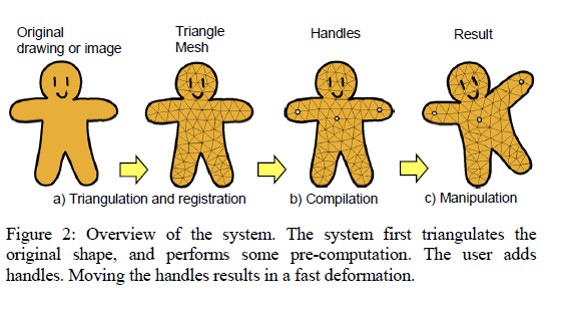 Original
drawing or image
Triangle
Mesh
Handles
Result
a) Triangulation and registration
b) Compilation
c) Manipulation
Figure 2: Overview of the system. The system first triangulates the
original shape, and performs some pre-computation. The user adds
handles. Moving the handles results in a fast deformation.